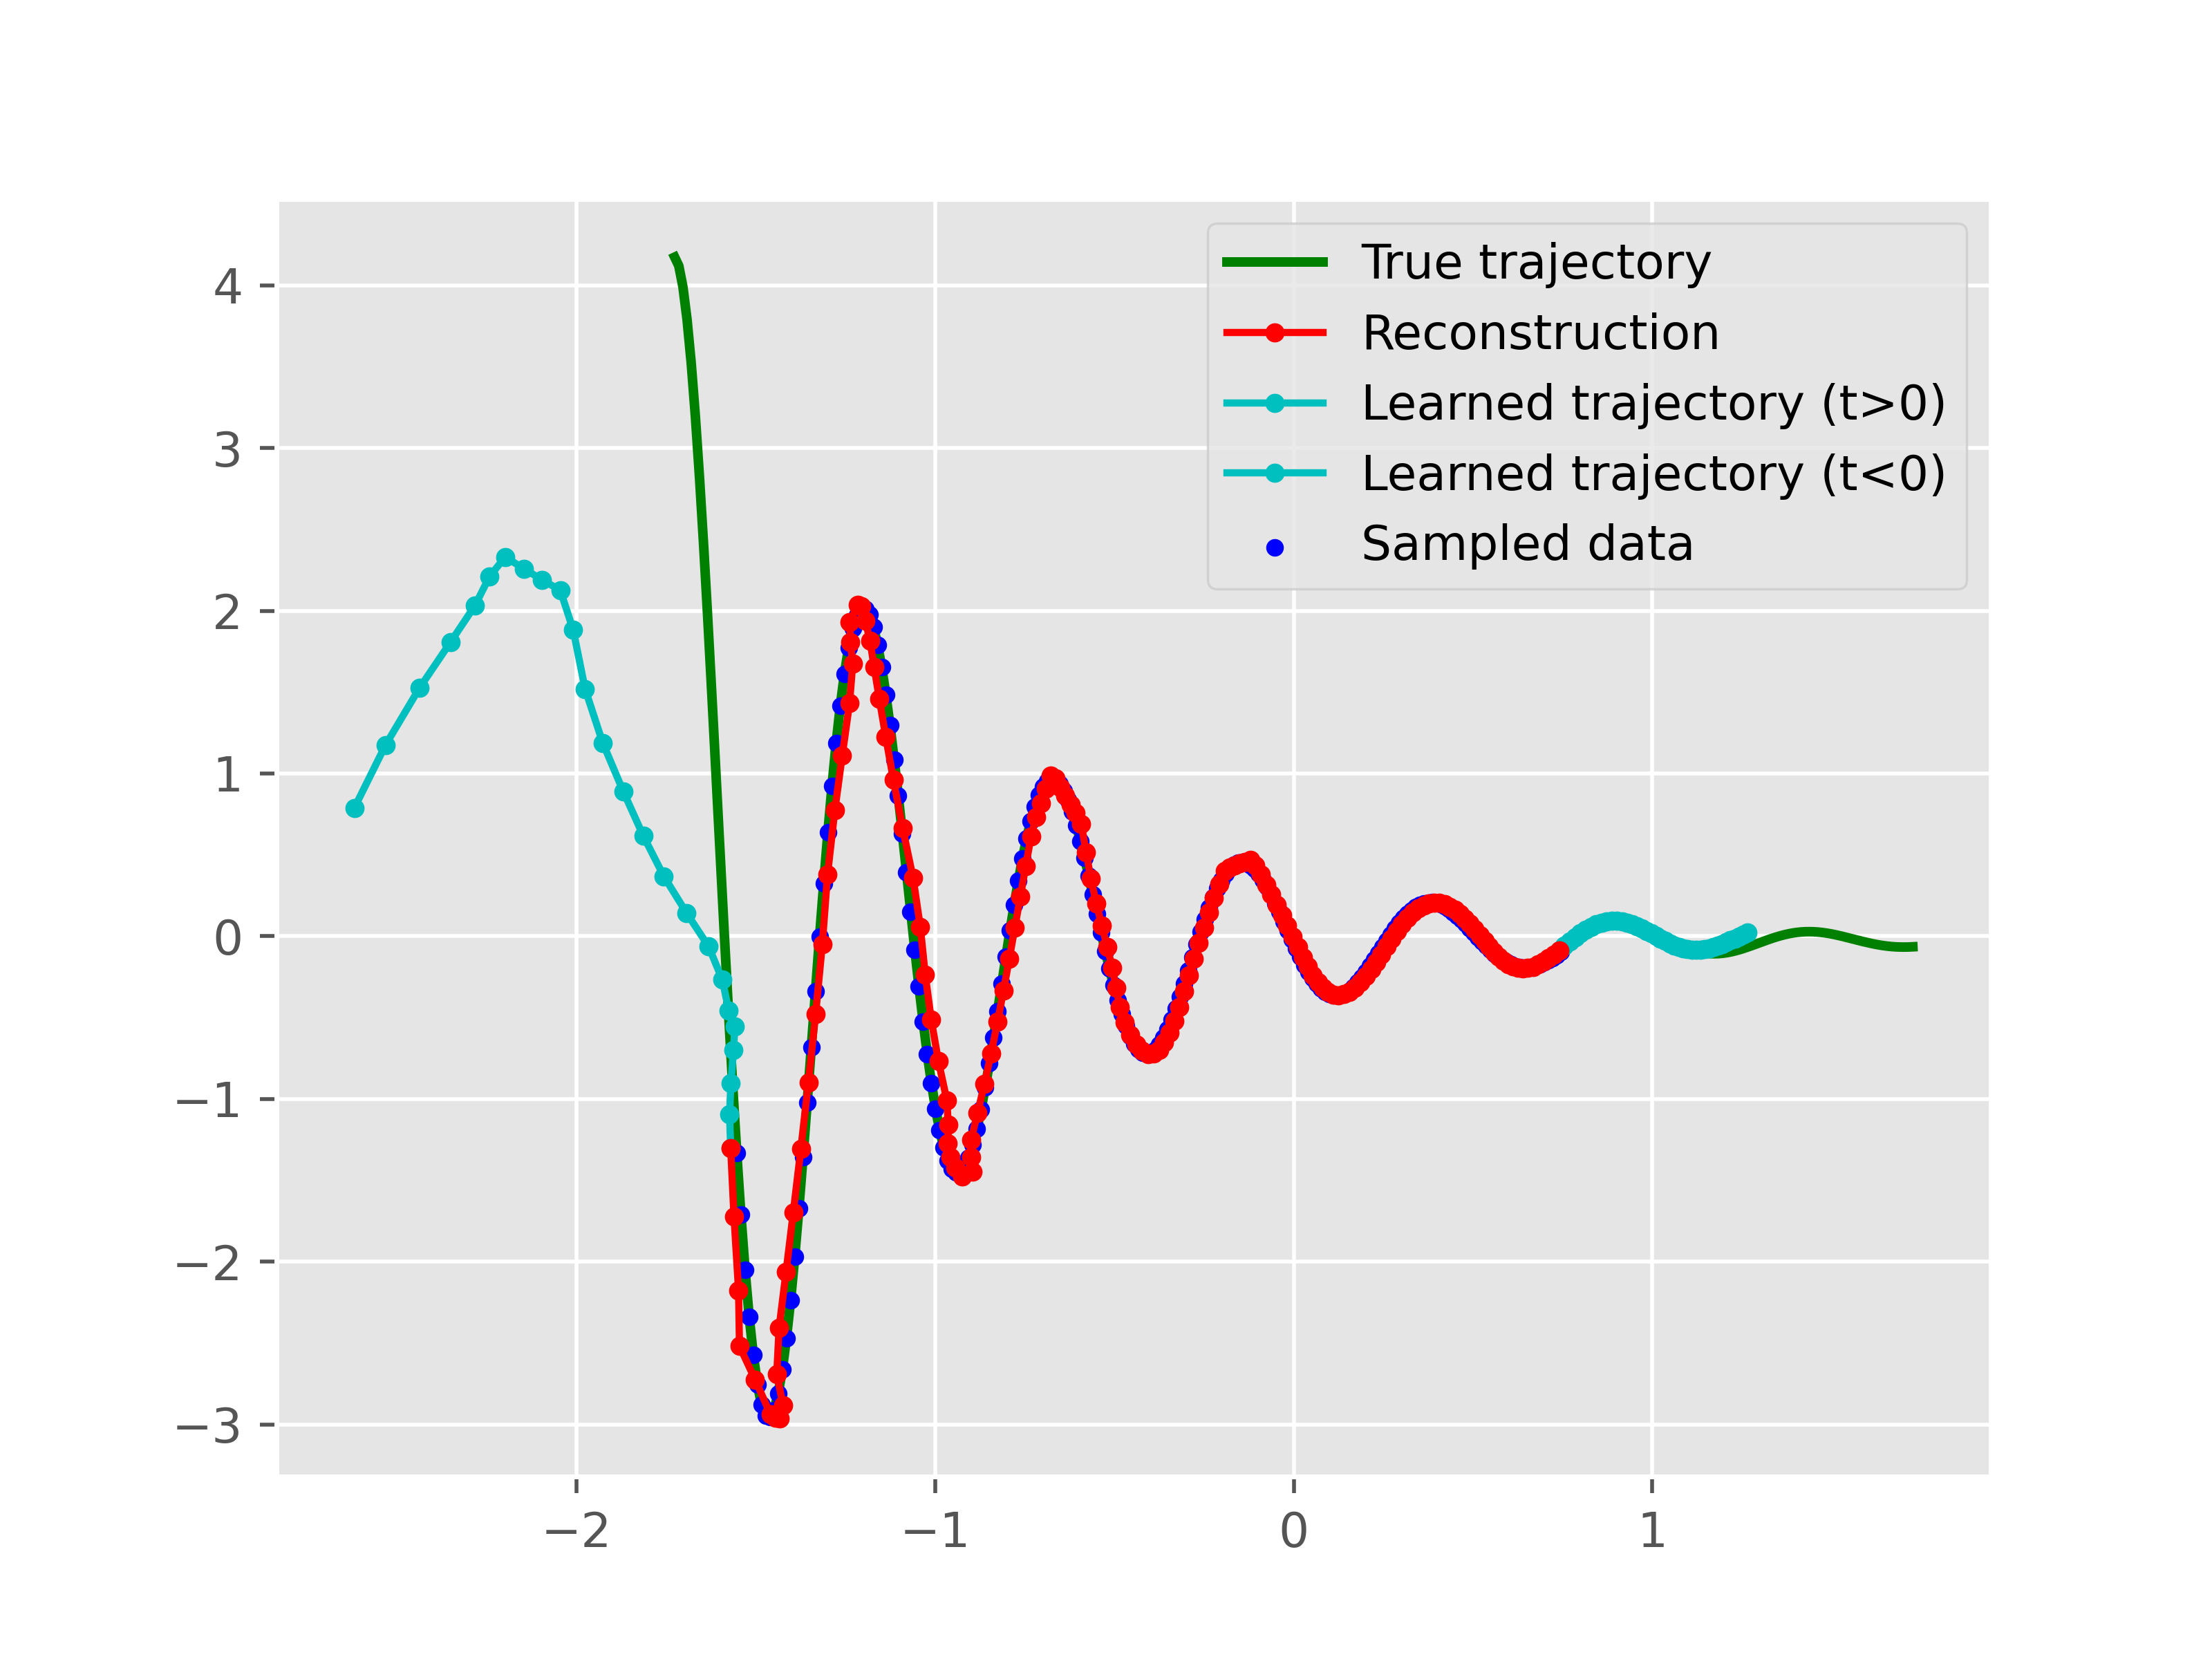 True trajectory
Reconstruction
Learned trajectory (t>0)
Learned trajectory (t<0)
Sampled data
4
3
2
1
0
−1
−2
−3
−2 −1 0 1